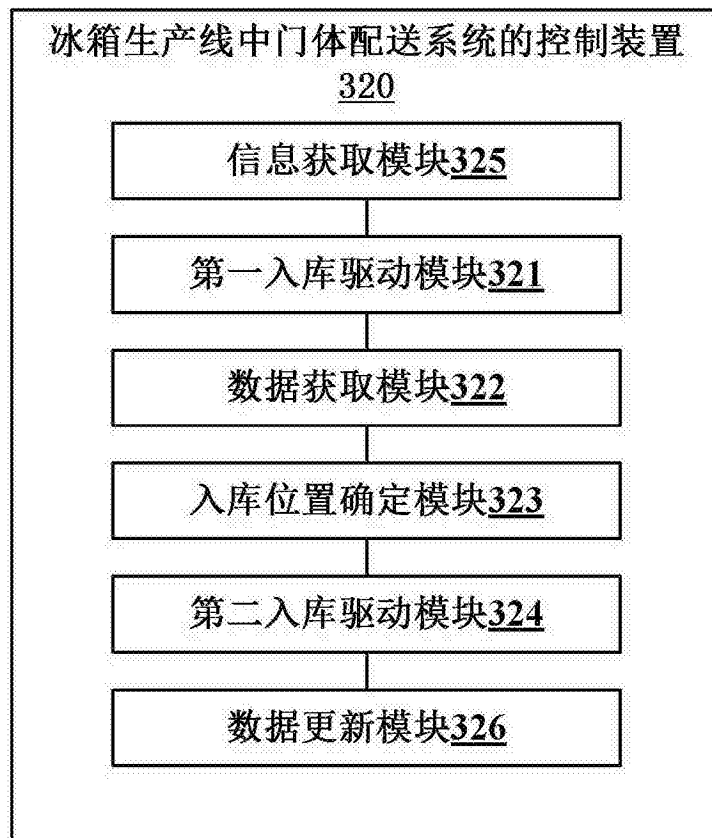 冰箱生产线中门体配送系统的控制装置
320
信息获取模块325
第一入库驱动模块321
数据获取模块322
入库位置确定模块323
第二入库驱动模块324
数据更新模块326